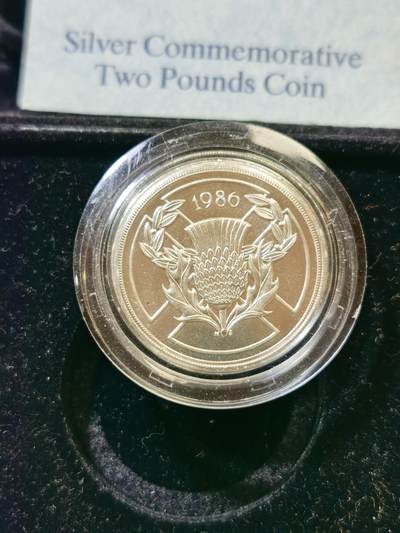 Silver Commemorative
Two Pounds Coin
1986